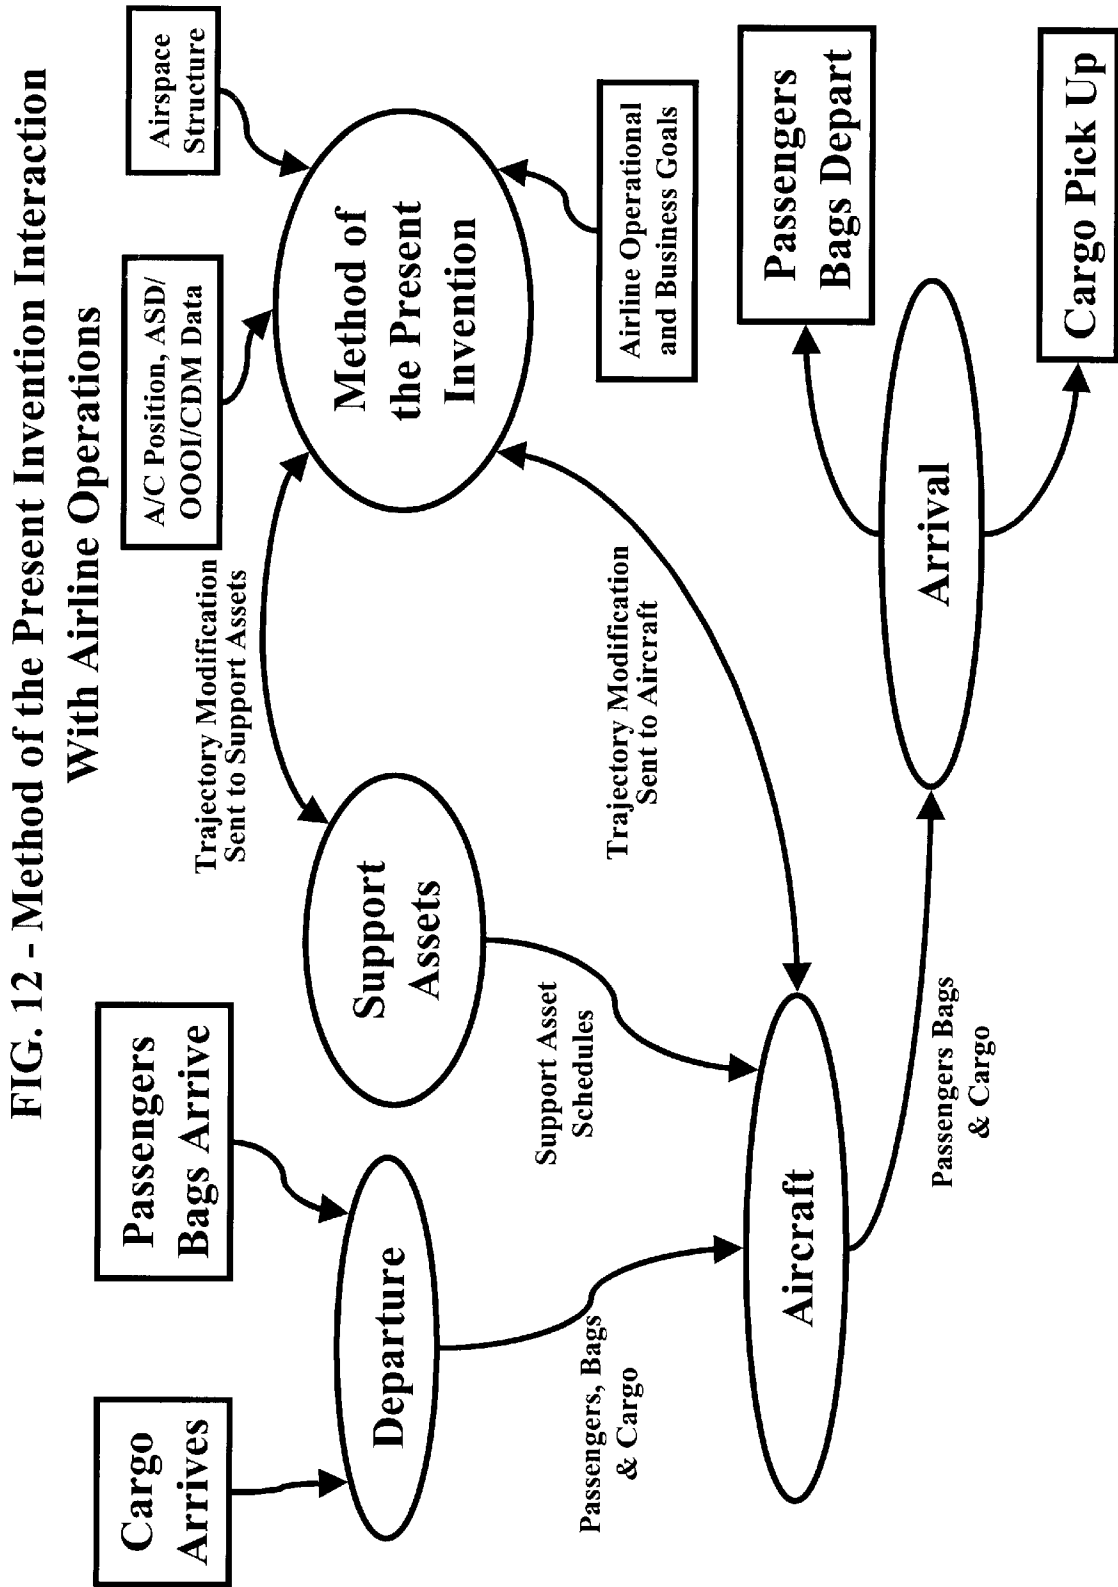 FIG. 12 - Method of the Present Invention Interaction
With Airline Operations
Cargo
Arrives
Passengers
Bags Arrive
A/C Position, ASD/
OOOI/CDM Data
Airspace
Structure
Trajectory Modification
Sent to Support Assets
Departure
Support
Assets
Method of
the Present
Invention
Passengers, Bags
& Cargo
Support Asset
Schedules
Trajectory Modification
Sent to Aircraft
Airline Operational
and Business Goals
Aircraft
Passengers Bags
& Cargo
Arrival
Passengers
Bags Depart
Cargo Pick Up